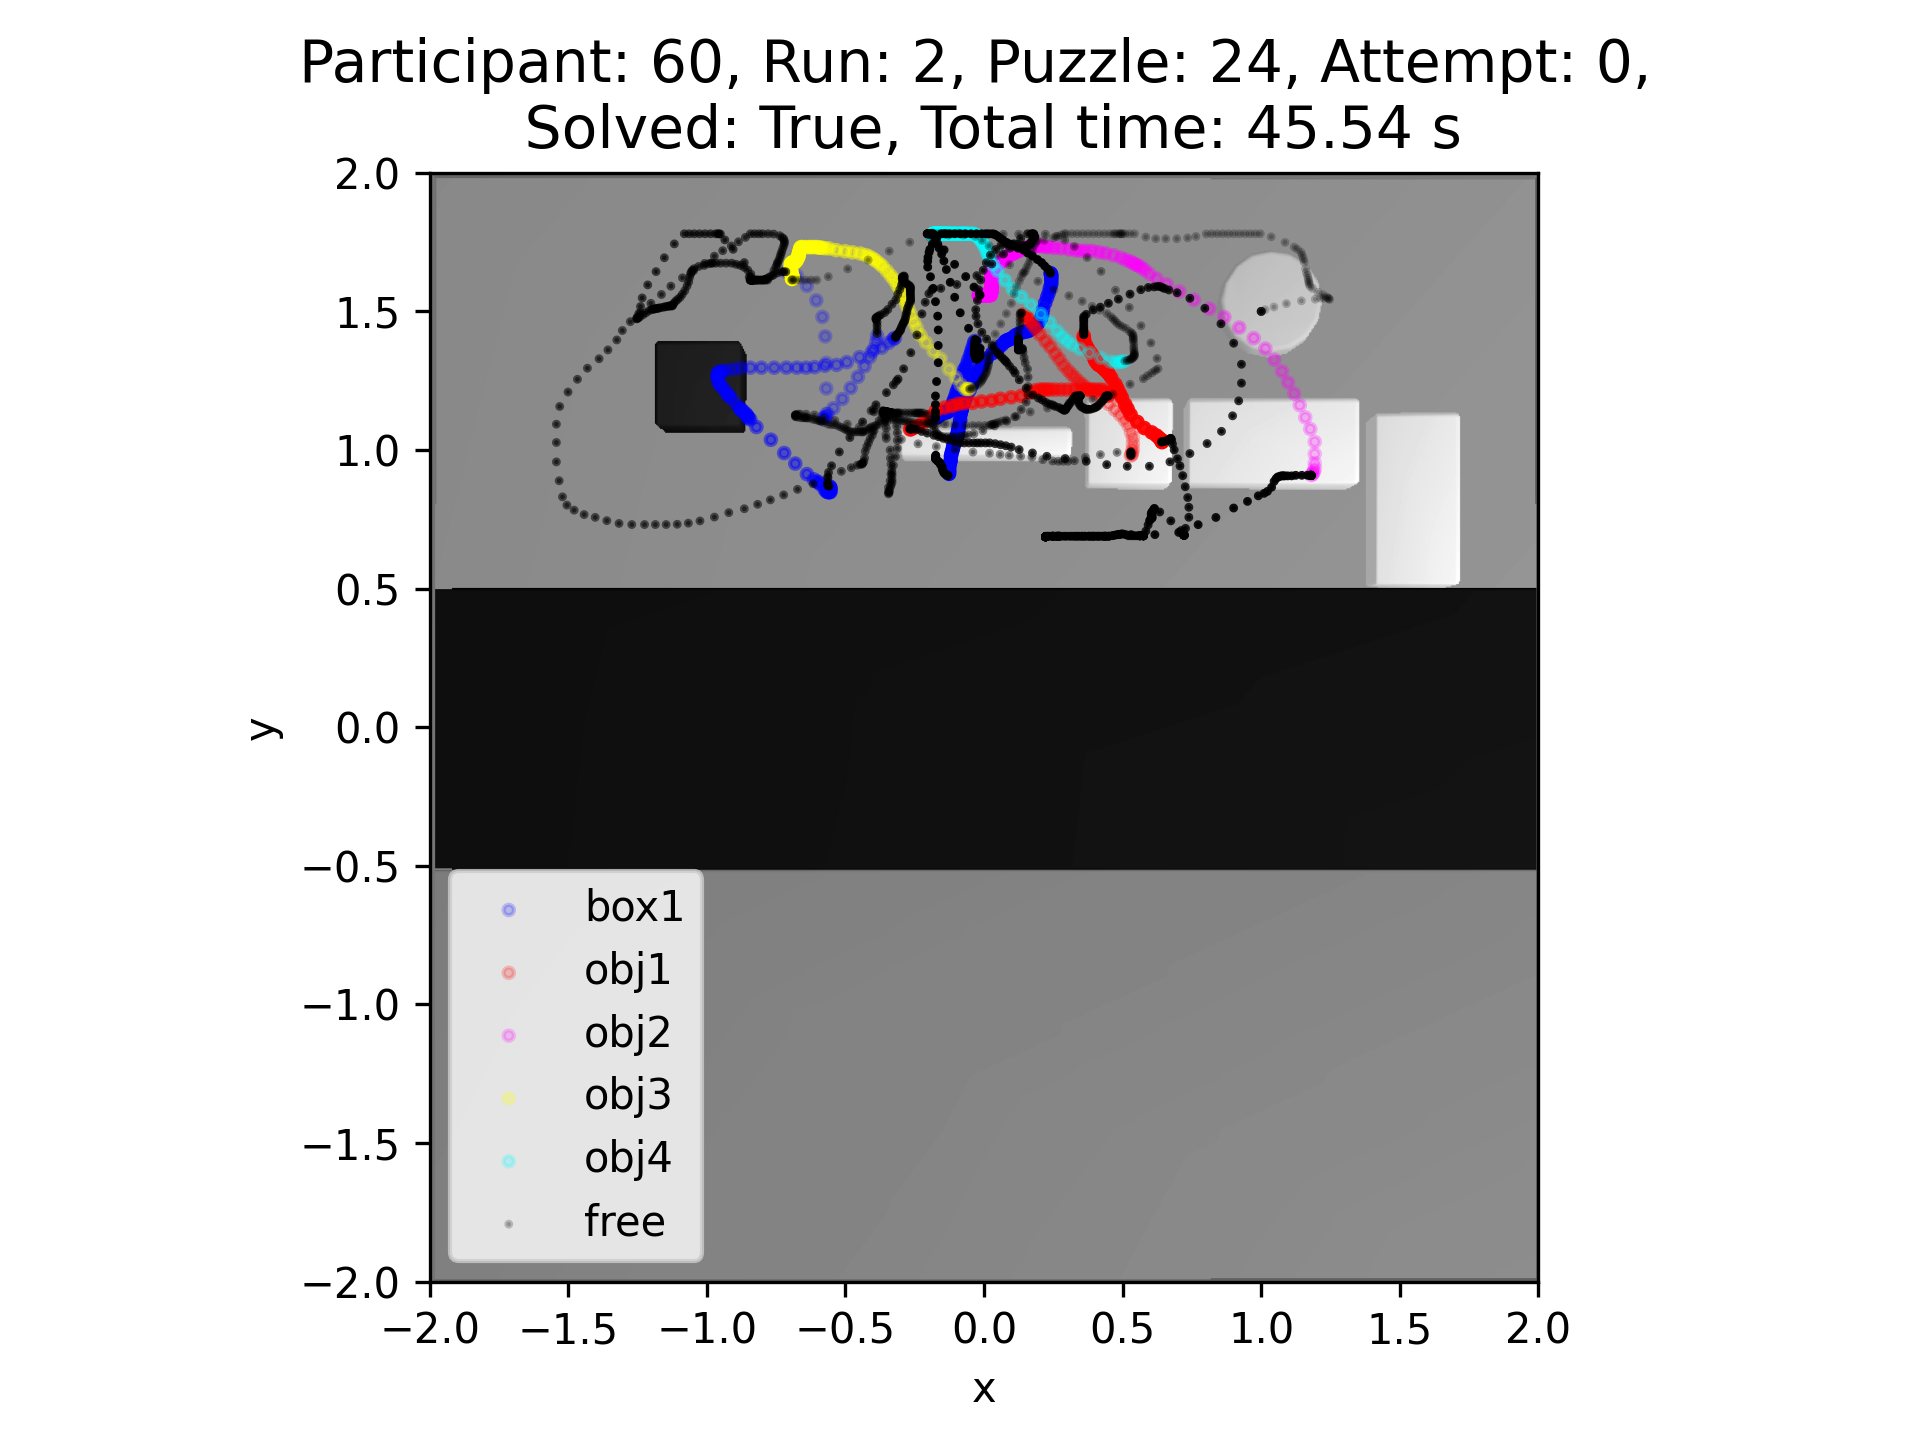 Participant: 60, Run: 2, Puzzle: 24, Attempt: 0,
Solved: True, Total time: 45.54 s
2.0
1.5
1.0
0.5
0.0
−0.5
−1.0
−1.5
−2.0
y
box1
obj1
obj2
obj3
obj4
free
−2.0 −1.5 −1.0 −0.5 0.0 0.5 1.0 1.5 2.0
x